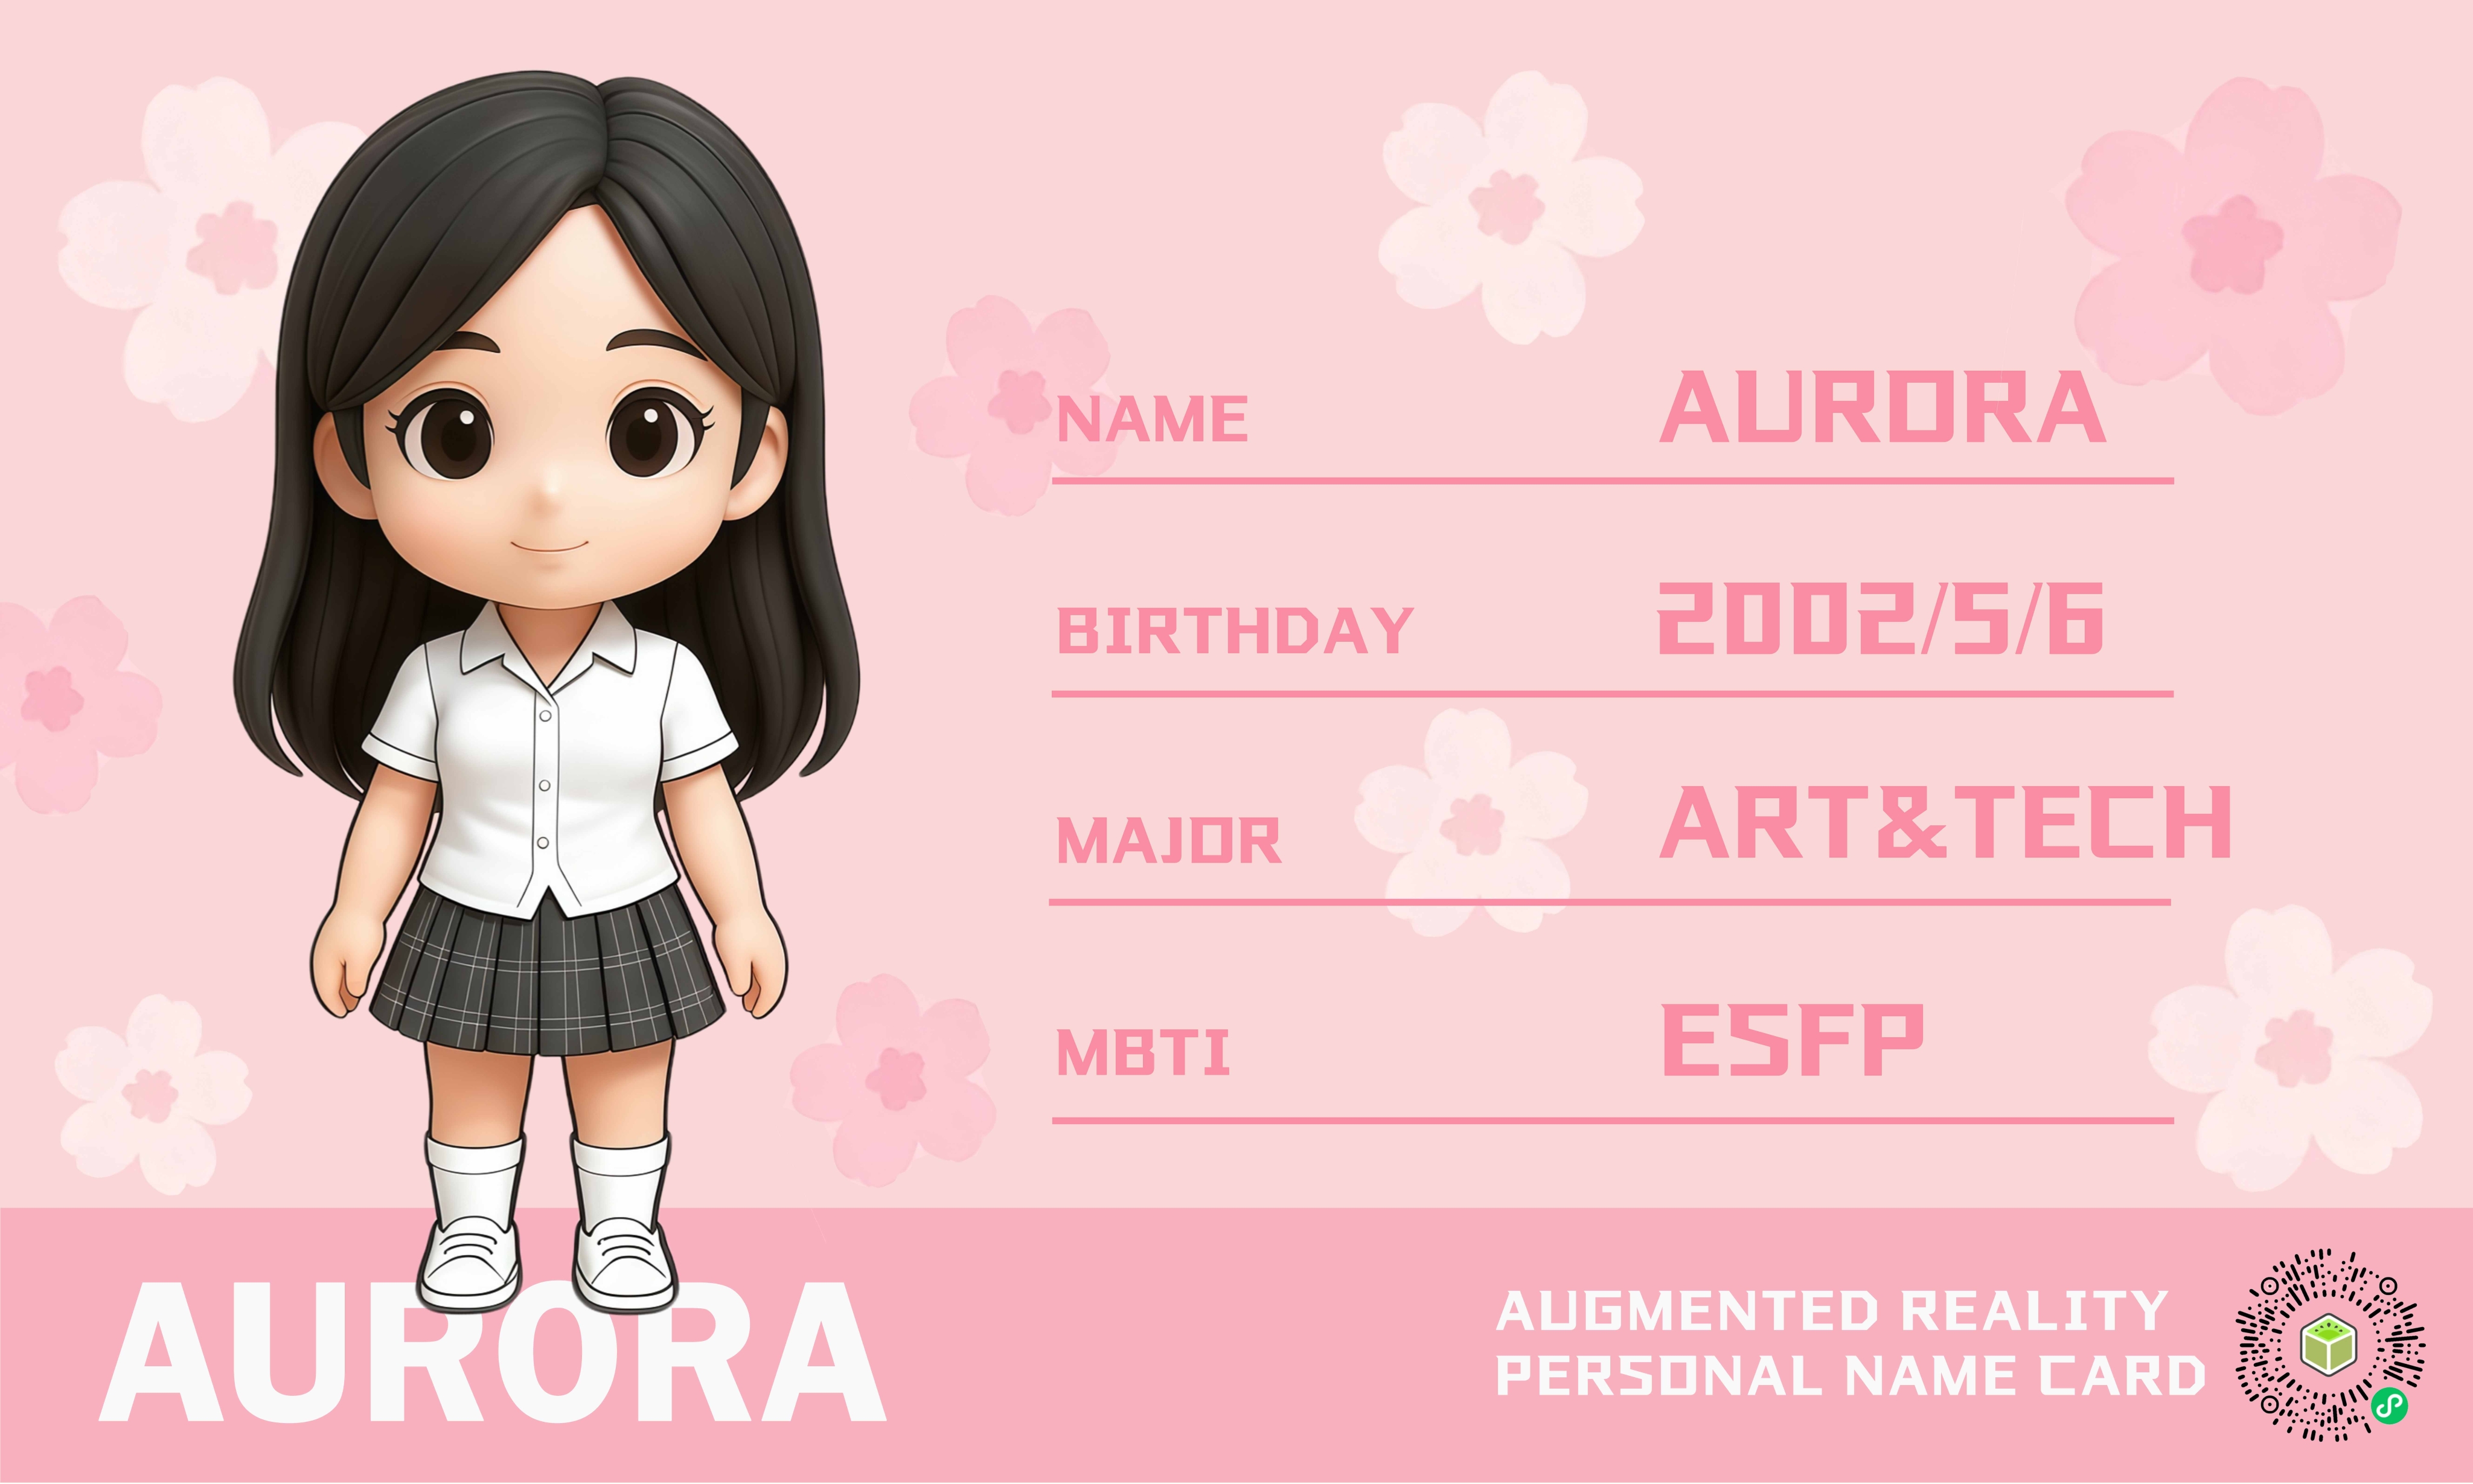 NAME AURORA
BIRTHDAY 2002/5/6
MAJOR ART&TECH
MBTI ESFP
AURORA
AUGMENTED REALITY
PERSONAL NAME CARD